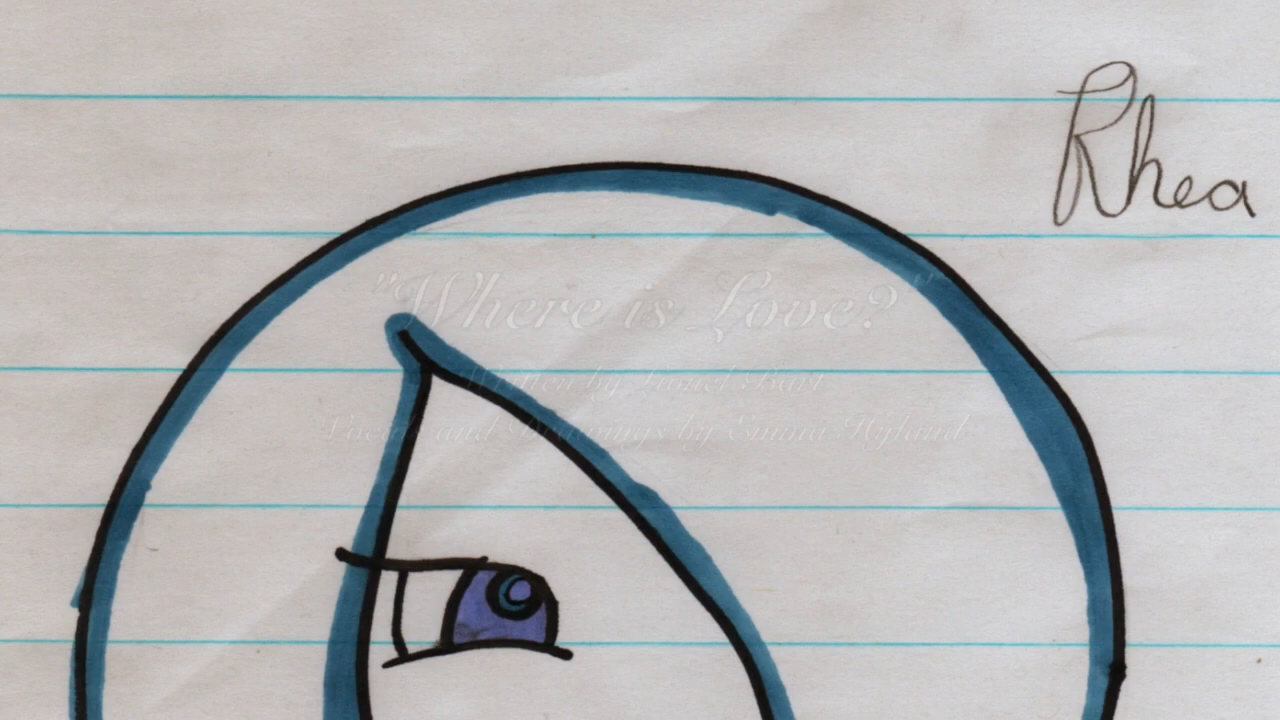 Rhea
"Where is Love?"
Written by Lionel Bart
Vocals and Drawings by Emma Hyland